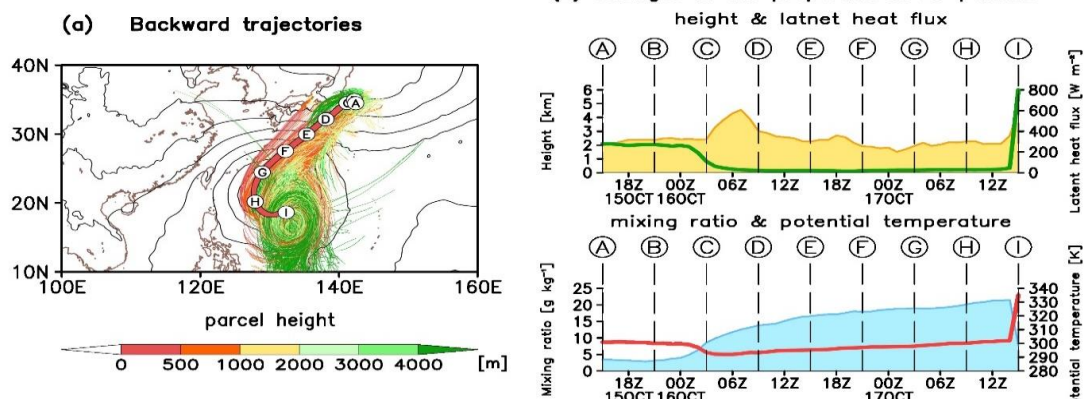 (a) Backward trajectories
40N
30N
20N
10N
100E 120E 140E 160E
A
D
E
F
G
H
I
parcel height
0 500 1000 2000 3000 4000 [m]
height & latnet heat flux
A B C D E F G H I
Height [km]
6
5
4
3
2
1
0
800
600
400
200
0
Latent heat flux [W m⁻²]
18Z 00Z 06Z 12Z 18Z 00Z 06Z 12Z
15OCT 16OCT 17OCT
mixing ratio & potential temperature
A B C D E F G H I
Mixing ratio [g kg⁻¹]
25
20
15
10
5
0
340
330
320
310
300
290
280
potential temperature [K]
18Z 00Z 06Z 12Z 18Z 00Z 06Z 12Z
15OCT 16OCT 17OCT